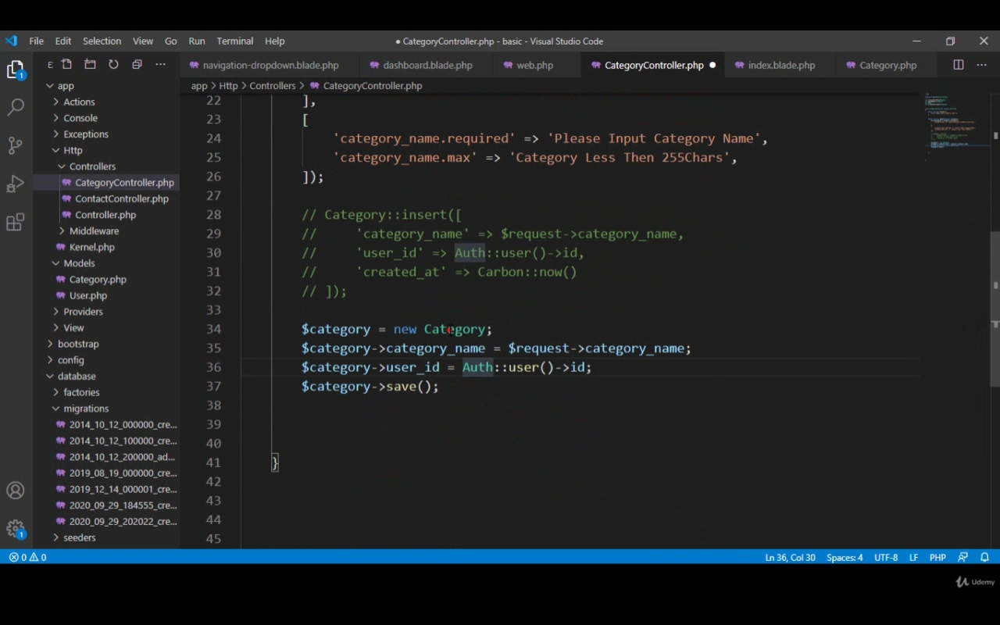 File Edit Selection View Go Run Terminal Help ● CategoryController.php - basic - Visual Studio Code
E navigation-dropdown.blade.php dashboard.blade.php web.php CategoryController.php ● index.blade.php Category.php
app > Http > Controllers > CategoryController.php
app
Actions
Console
Exceptions
Http
Controllers
CategoryController.php
ContactController.php
Controller.php
Middleware
Kernel.php
Models
Category.php
User.php
Providers
View
bootstrap
config
database
factories
migrations
2014_10_12_000000_cre...
2014_10_12_100000_cre...
2014_10_12_200000_ad...
2019_08_19_000000_cre...
2019_12_14_000001_cre...
2020_09_29_184555_cre...
2020_09_29_202022_cre...
seeders
22 ],
23 [
24 'category_name.required' => 'Please Input Category Name',
25 'category_name.max' => 'Category Less Then 255Chars',
26 ]);
27
28 // Category::insert([
29 // 'category_name' => $request->category_name,
30 // 'user_id' => Auth::user()->id,
31 // 'created_at' => Carbon::now()
32 // ]);
33
34 $category = new Category;
35 $category->category_name = $request->category_name;
36 $category->user_id = Auth::user()->id;
37 $category->save();
38
39
40
41 }
42
43
44
45
1
1
0 0 Ln 36, Col 30 Spaces: 4 UTF-8 LF PHP
Udemy